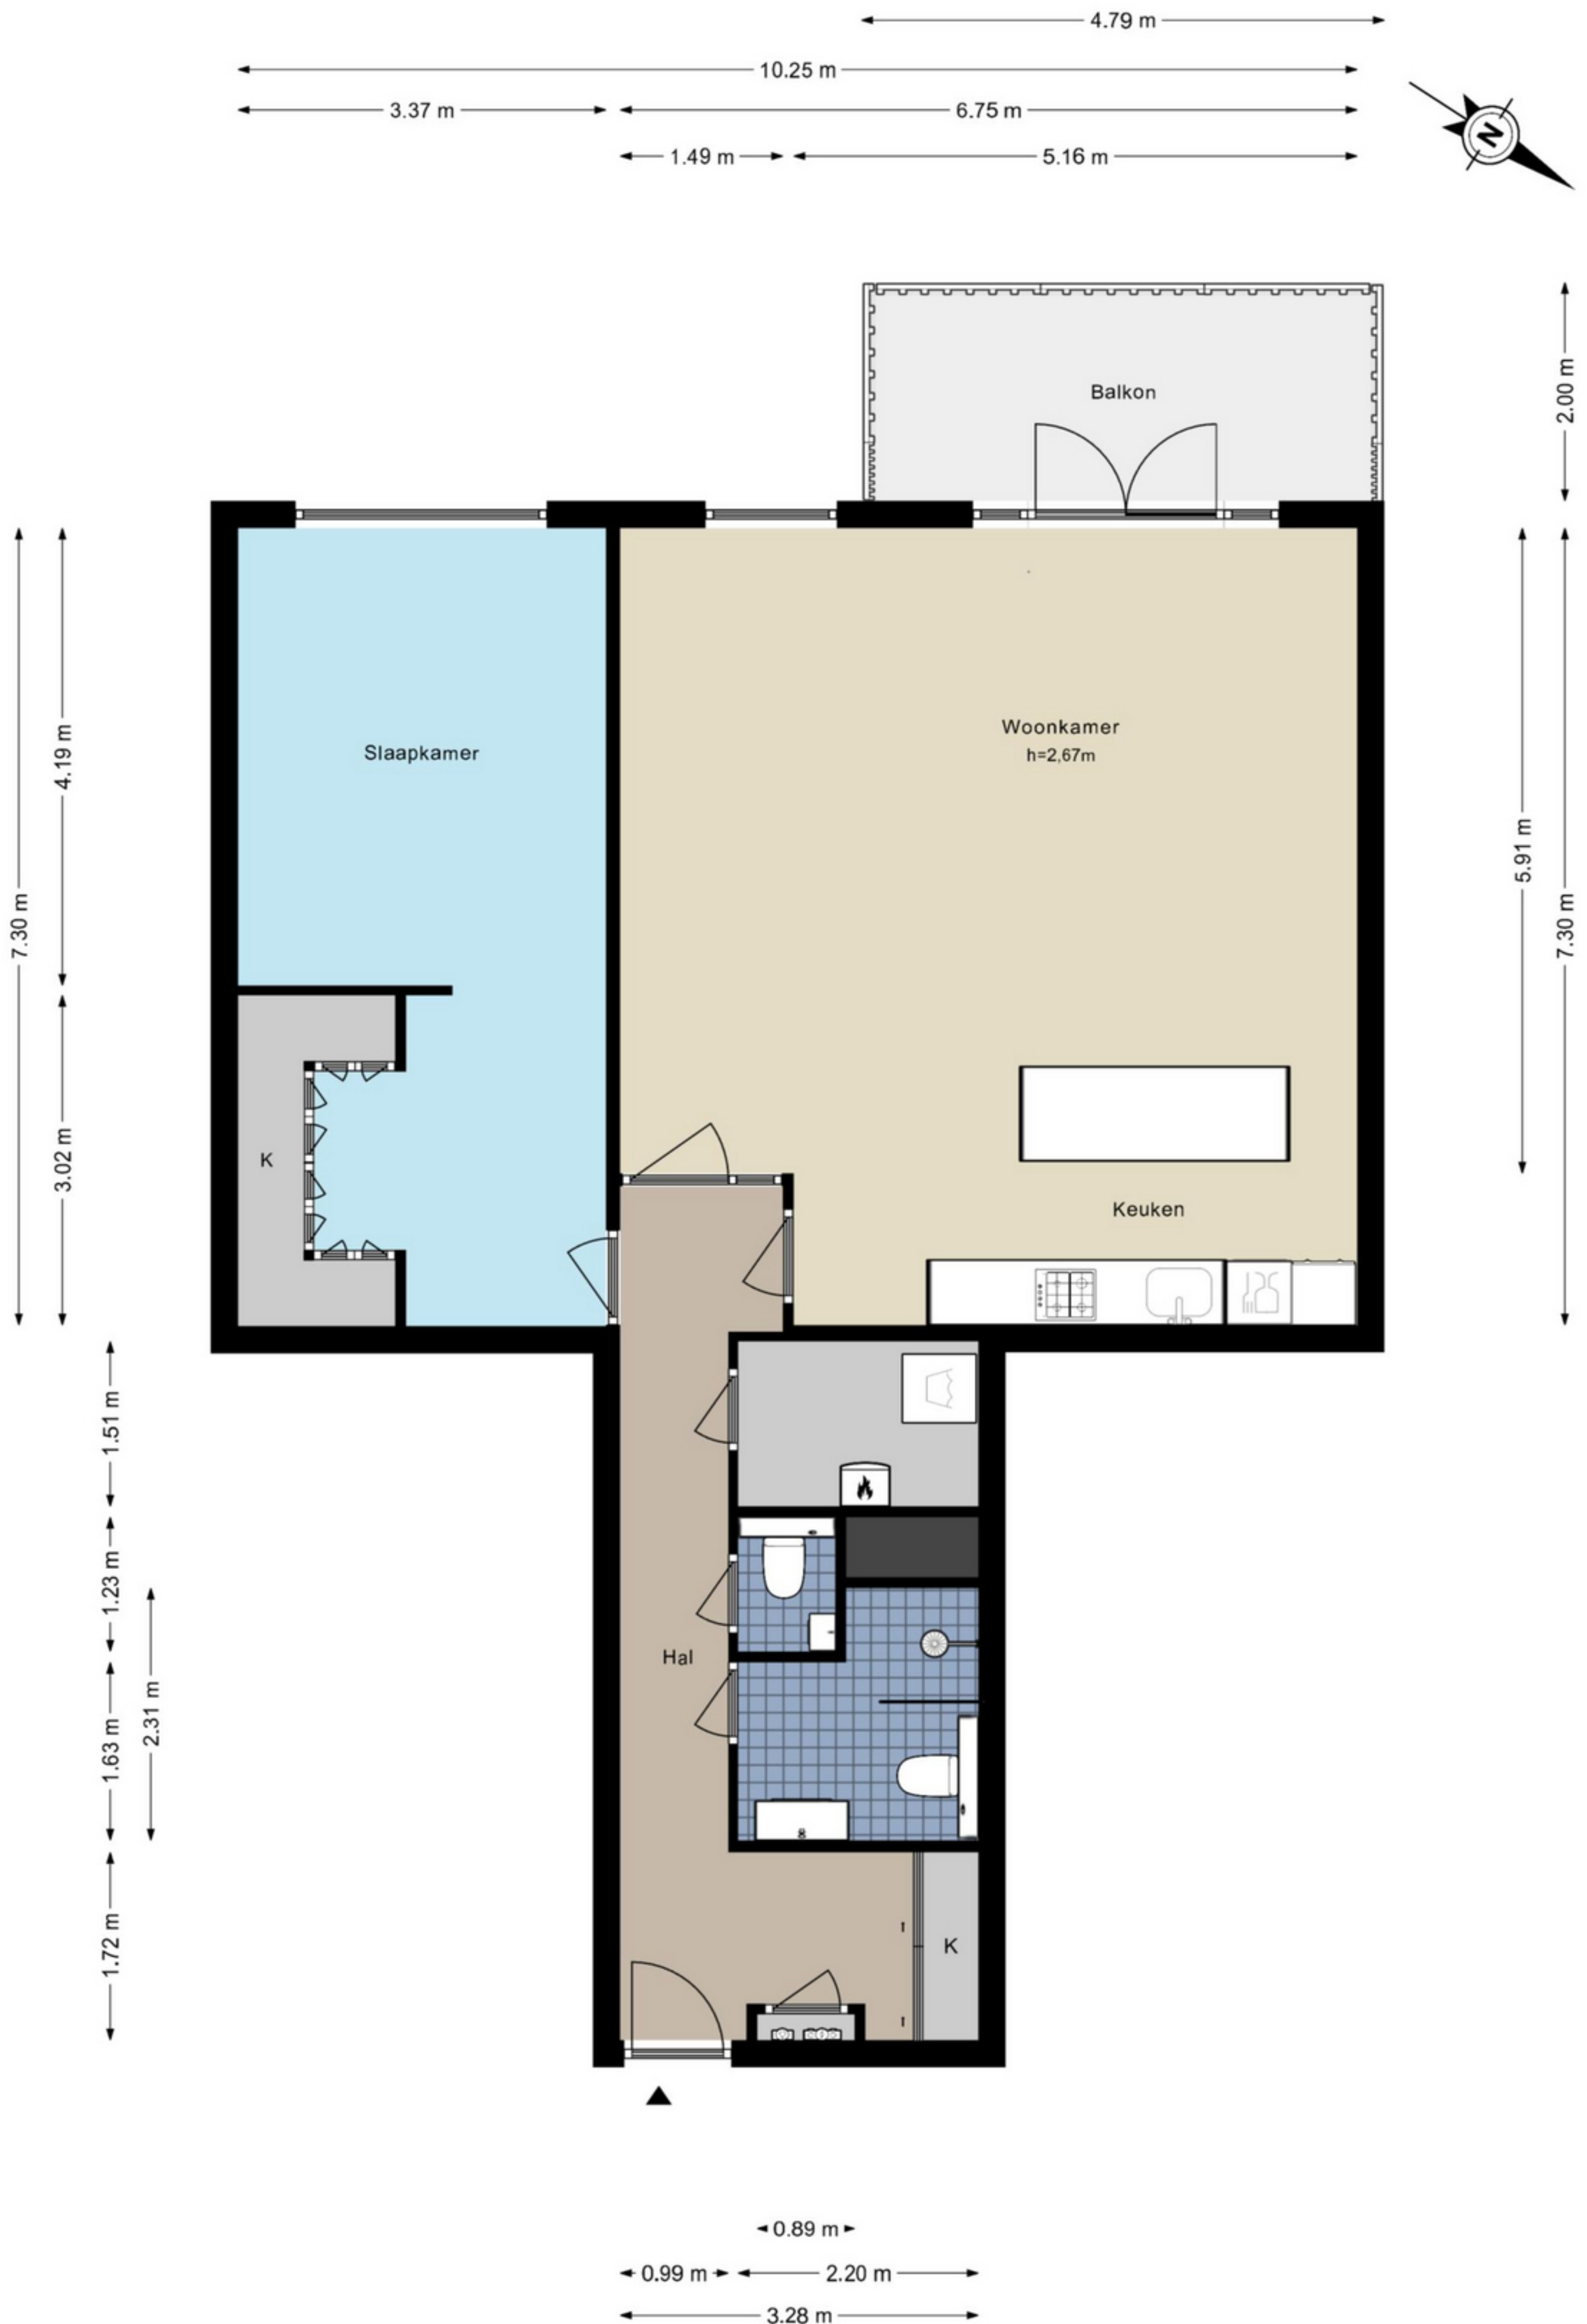 4.79 m
10.25 m
3.37 m
6.75 m
1.49 m
5.16 m
N
Balkon
2.00 m
Slaapkamer
Woonkamer
h=2,67m
4.19 m
7.30 m
5.91 m
7.30 m
K
3.02 m
Keuken
1.51 m
1.23 m
Hal
2.31 m
1.63 m
K
1.72 m
0.89 m
0.99 m
2.20 m
3.28 m